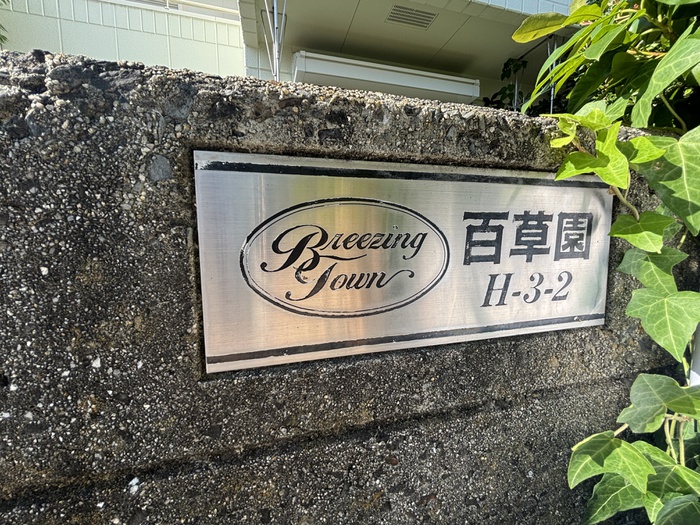 Breezing
Town
百草園
H-3-2